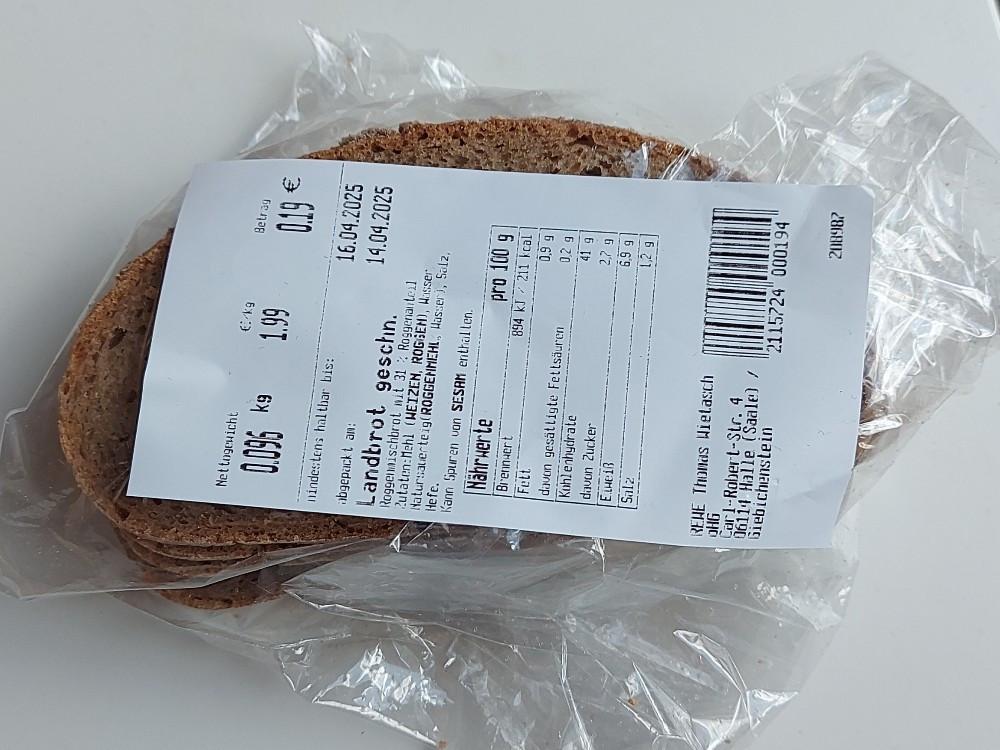 Nettogewicht €/kg Betrag
0.096 kg 1.99 0.19 €
mindestens haltbar bis: 16.04.2025
abgepackt am: 14.04.2025
Landbrot geschn.
Roggenmischbrot mit 31 % Roggenanteil
Zutaten:Mehl (WEIZEN, ROGGEN), Wasser
Natursauerteig(ROGGENMEHL, Wasser), Salz,
Hefe.
Kann Spuren von SESAM enthalten.
Nährwerte pro 100 g
Brennwert 894 kJ / 211 kcal
Fett 0,9 g
davon gesättigte Fettsäuren 0,2 g
Kohlenhydrate 41 g
davon Zucker 2,7 g
Eiweiß 6,9 g
Salz 1,2 g
REWE Thomas Wietasch
oHG
Carl-Robert-Str. 4
06114 Halle (Saale) /
Giebichenstein
2115724 000194
208987